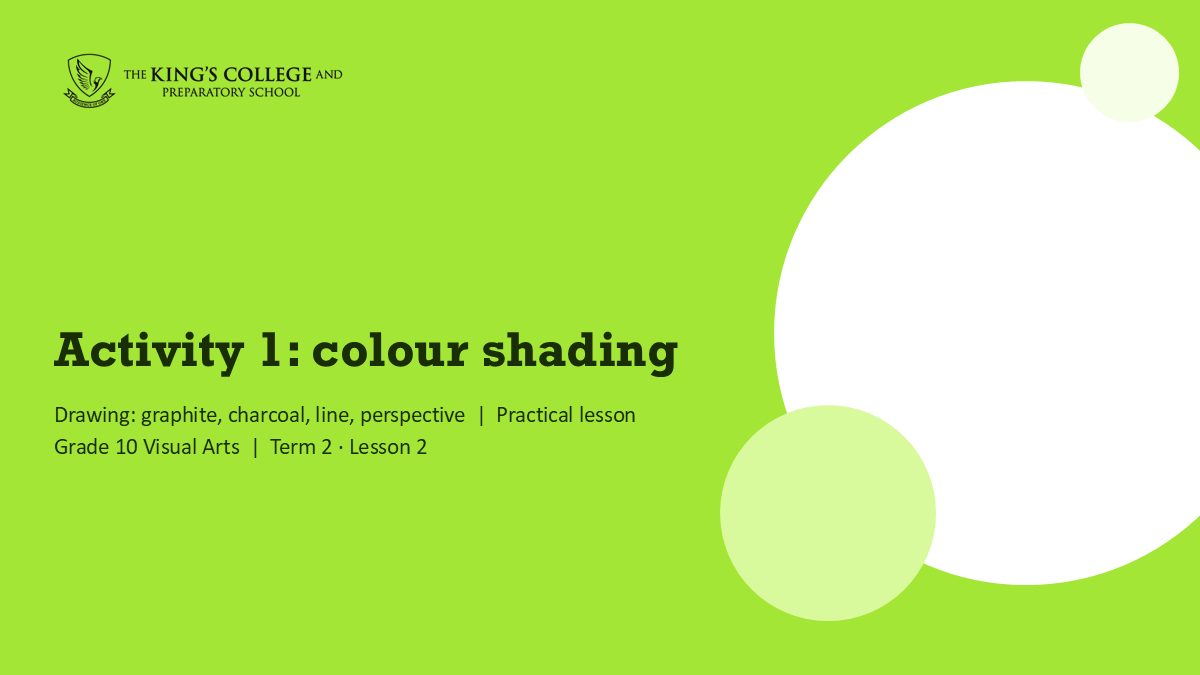 THE KING'S COLLEGE AND
PREPARATORY SCHOOL
Activity 1: colour shading
Drawing: graphite, charcoal, line, perspective | Practical lesson
Grade 10 Visual Arts | Term 2 · Lesson 2